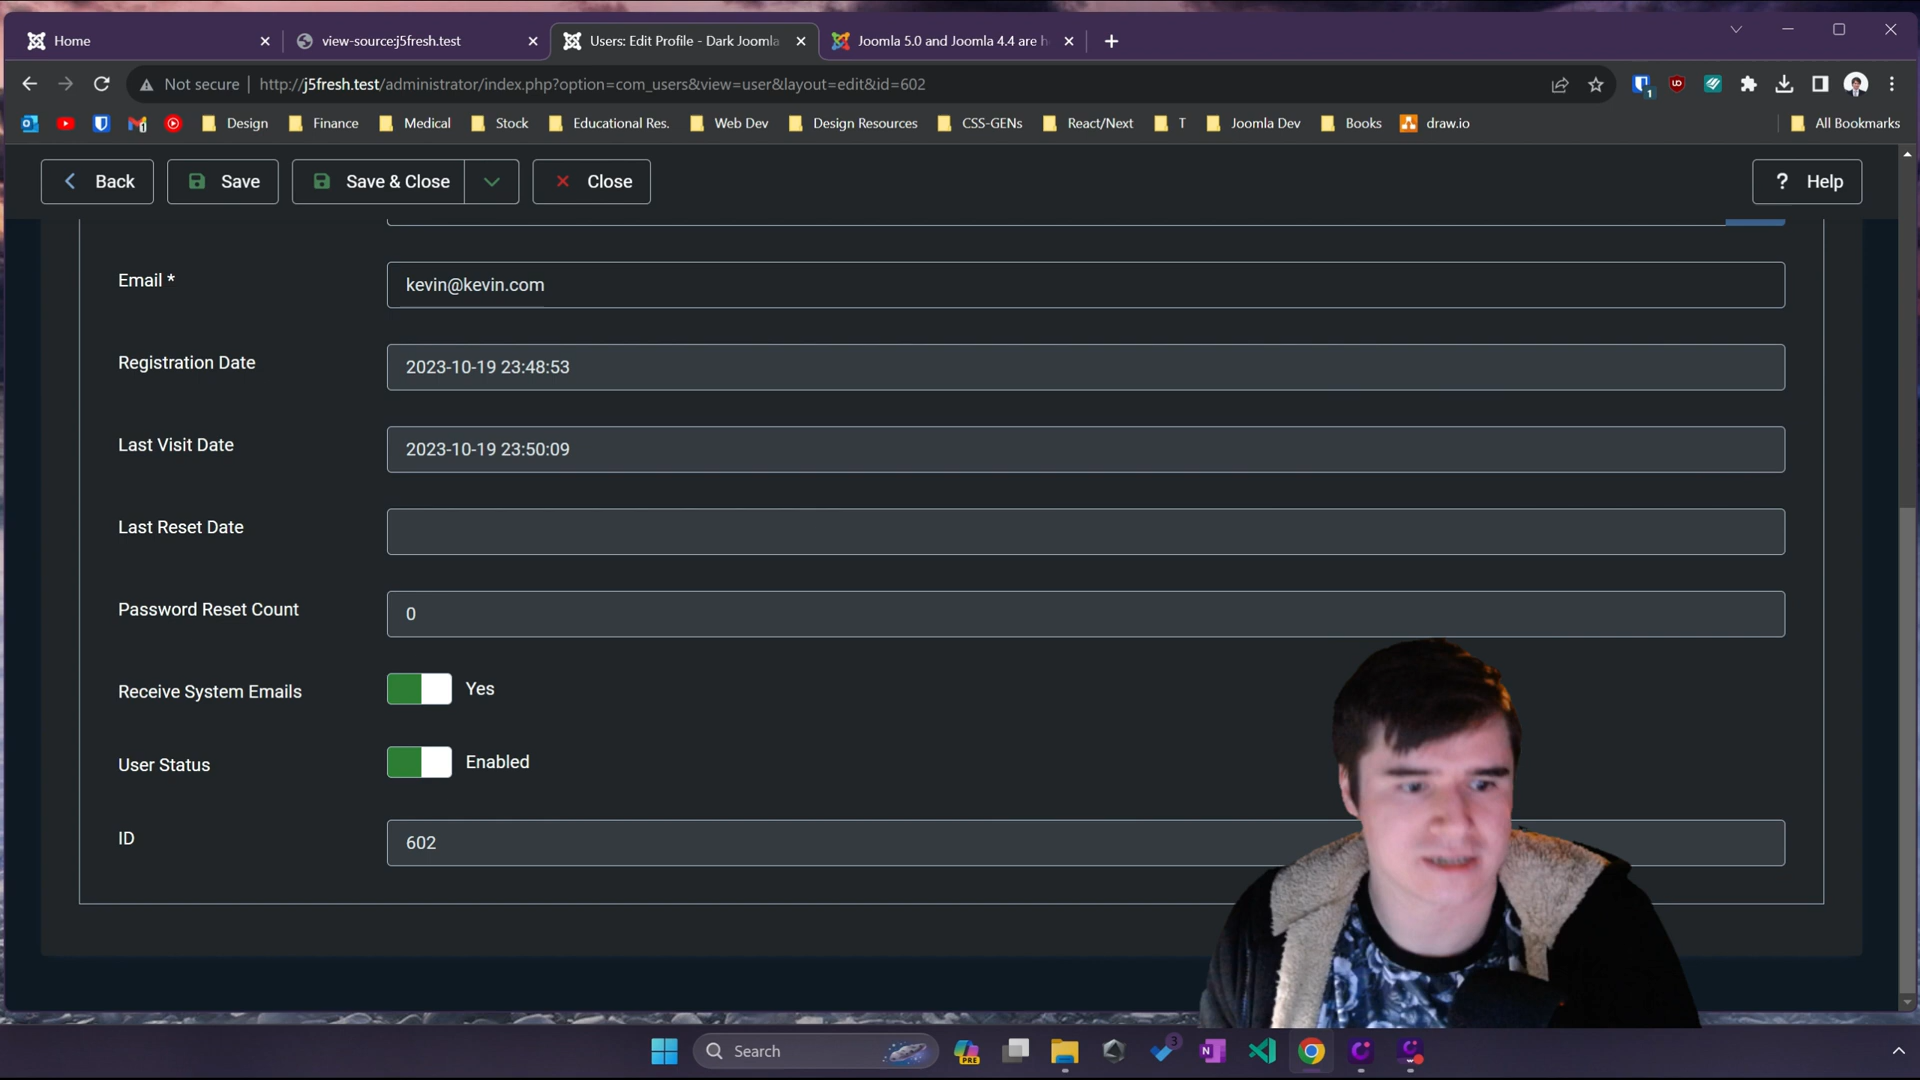 Home
view-source:j5fresh.test
Users: Edit Profile - Dark Joomla
Joomla 5.0 and Joomla 4.4 are h
Not secure
http://j5fresh.test/administrator/index.php?option=com_users&view=user&layout=edit&id=602
1
Design
Finance
Medical
Stock
Educational Res.
Web Dev
Design Resources
CSS-GENs
React/Next
T
Joomla Dev
Books
draw.io
All Bookmarks
Back
Save
Save & Close
Close
? Help
Email *
kevin@kevin.com
Registration Date
2023-10-19 23:48:53
Last Visit Date
2023-10-19 23:50:09
Last Reset Date
Password Reset Count
0
Receive System Emails
Yes
User Status
Enabled
ID
602
Search
PRE
3
N